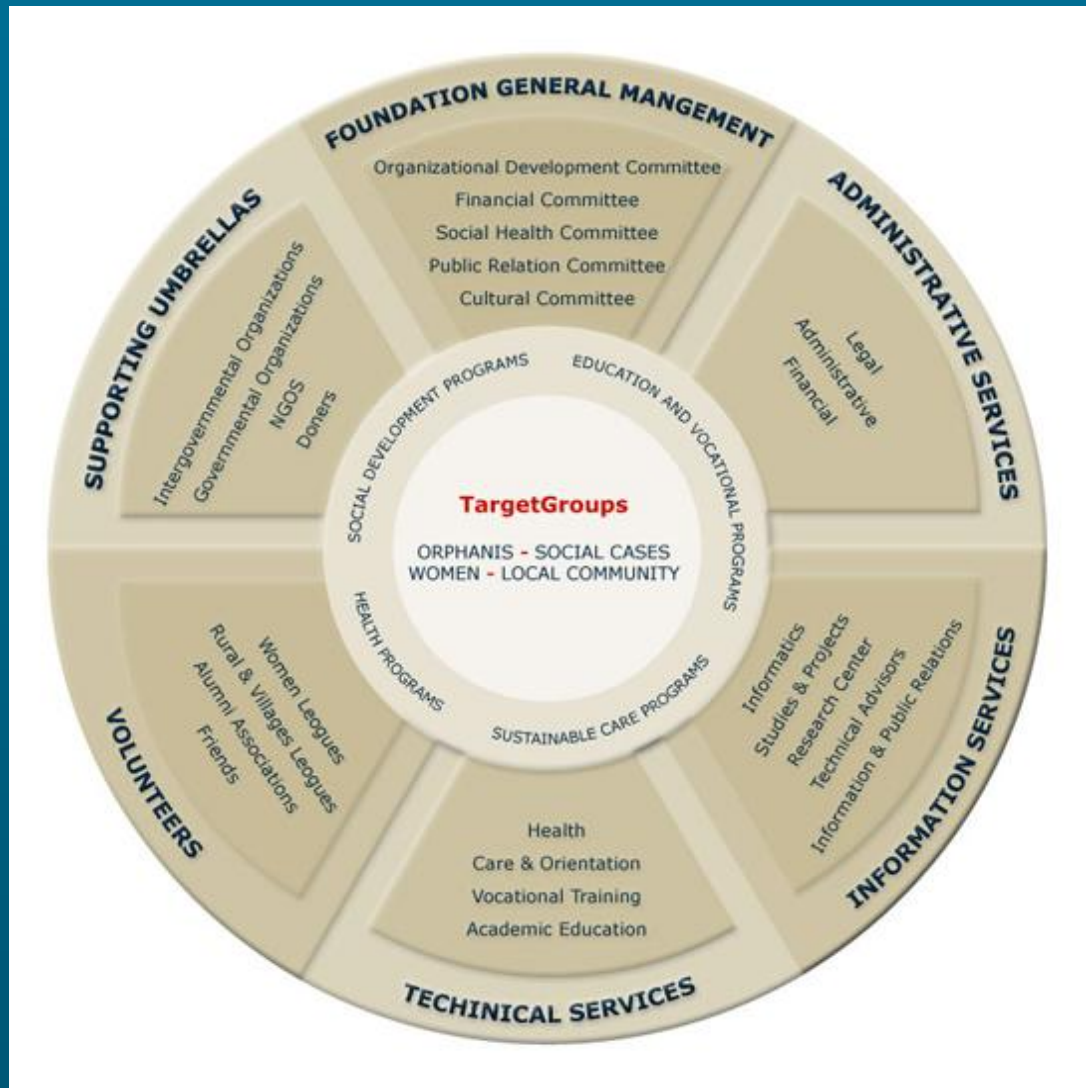 FOUNDATION GENERAL MANGEMENT
Organizational Development Committee
Financial Committee
Social Health Committee
Public Relation Committee
Cultural Committee
ADMINISTRATIVE SERVICES
Legal
Administrative
Financial
INFORMATION SERVICES
Informatics
Studies & Projects
Research Center
Technical Advisors
Information & Public Relations
TECHINICAL SERVICES
Health
Care & Orientation
Vocational Training
Academic Education
VOLUNTEERS
Women Leogues
Rural & Villages Leogues
Alumni Associations
Friends
SUPPORTING UMBRELLAS
Intergovernmental Organizations
Governmental Organizations
NGOS
Doners
SOCIAL DEVELOPMENT PROGRAMS
EDUCATION AND VOCATIONAL PROGRAMS
SUSTAINABLE CARE PROGRAMS
HEALTH PROGRAMS
TargetGroups
ORPHANIS - SOCIAL CASES
WOMEN - LOCAL COMMUNITY